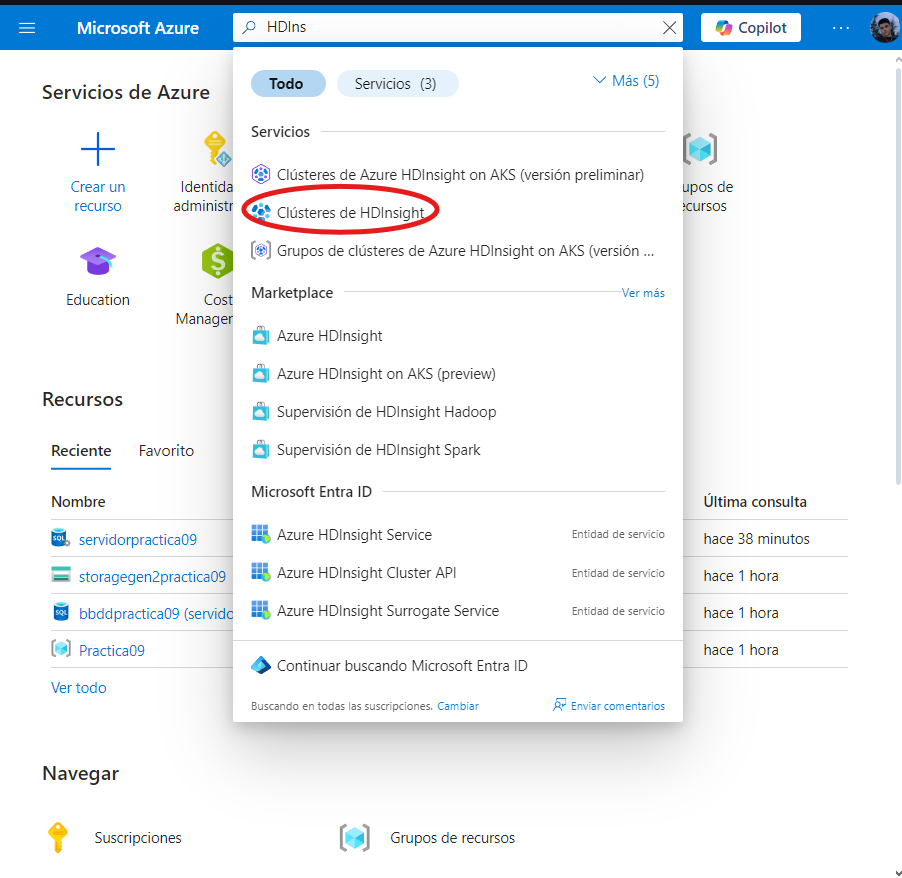 Microsoft Azure
HDIns
Copilot
Todo
Servicios (3)
Más (5)
Servicios de Azure
Crear un
recurso
Identida
administr
upos de
ecursos
Education
Cost
Managem
Servicios
Clústeres de Azure HDInsight on AKS (versión preliminar)
Clústeres de HDInsight
Grupos de clústeres de Azure HDInsight on AKS (versión ...
Marketplace
Ver más
Azure HDInsight
Azure HDInsight on AKS (preview)
Supervisión de HDInsight Hadoop
Supervisión de HDInsight Spark
Microsoft Entra ID
Azure HDInsight Service
Entidad de servicio
Azure HDInsight Cluster API
Entidad de servicio
Azure HDInsight Surrogate Service
Entidad de servicio
Continuar buscando Microsoft Entra ID
Buscando en todas las suscripciones. Cambiar
Enviar comentarios
Recursos
Reciente
Favorito
Nombre
Última consulta
SQL
servidorpractica09
hace 38 minutos
storagegen2practica09
hace 1 hora
SQL
bbddpractica09 (servido
hace 1 hora
Practica09
hace 1 hora
Ver todo
Navegar
Suscripciones
Grupos de recursos